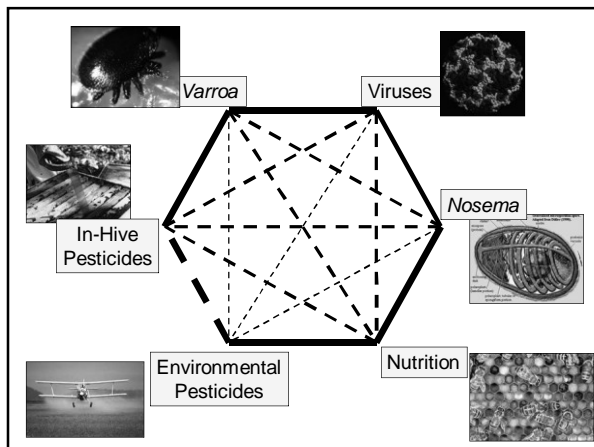 Varroa
Viruses
Nosema
In-Hive
Pesticides
Environmental
Pesticides
Nutrition